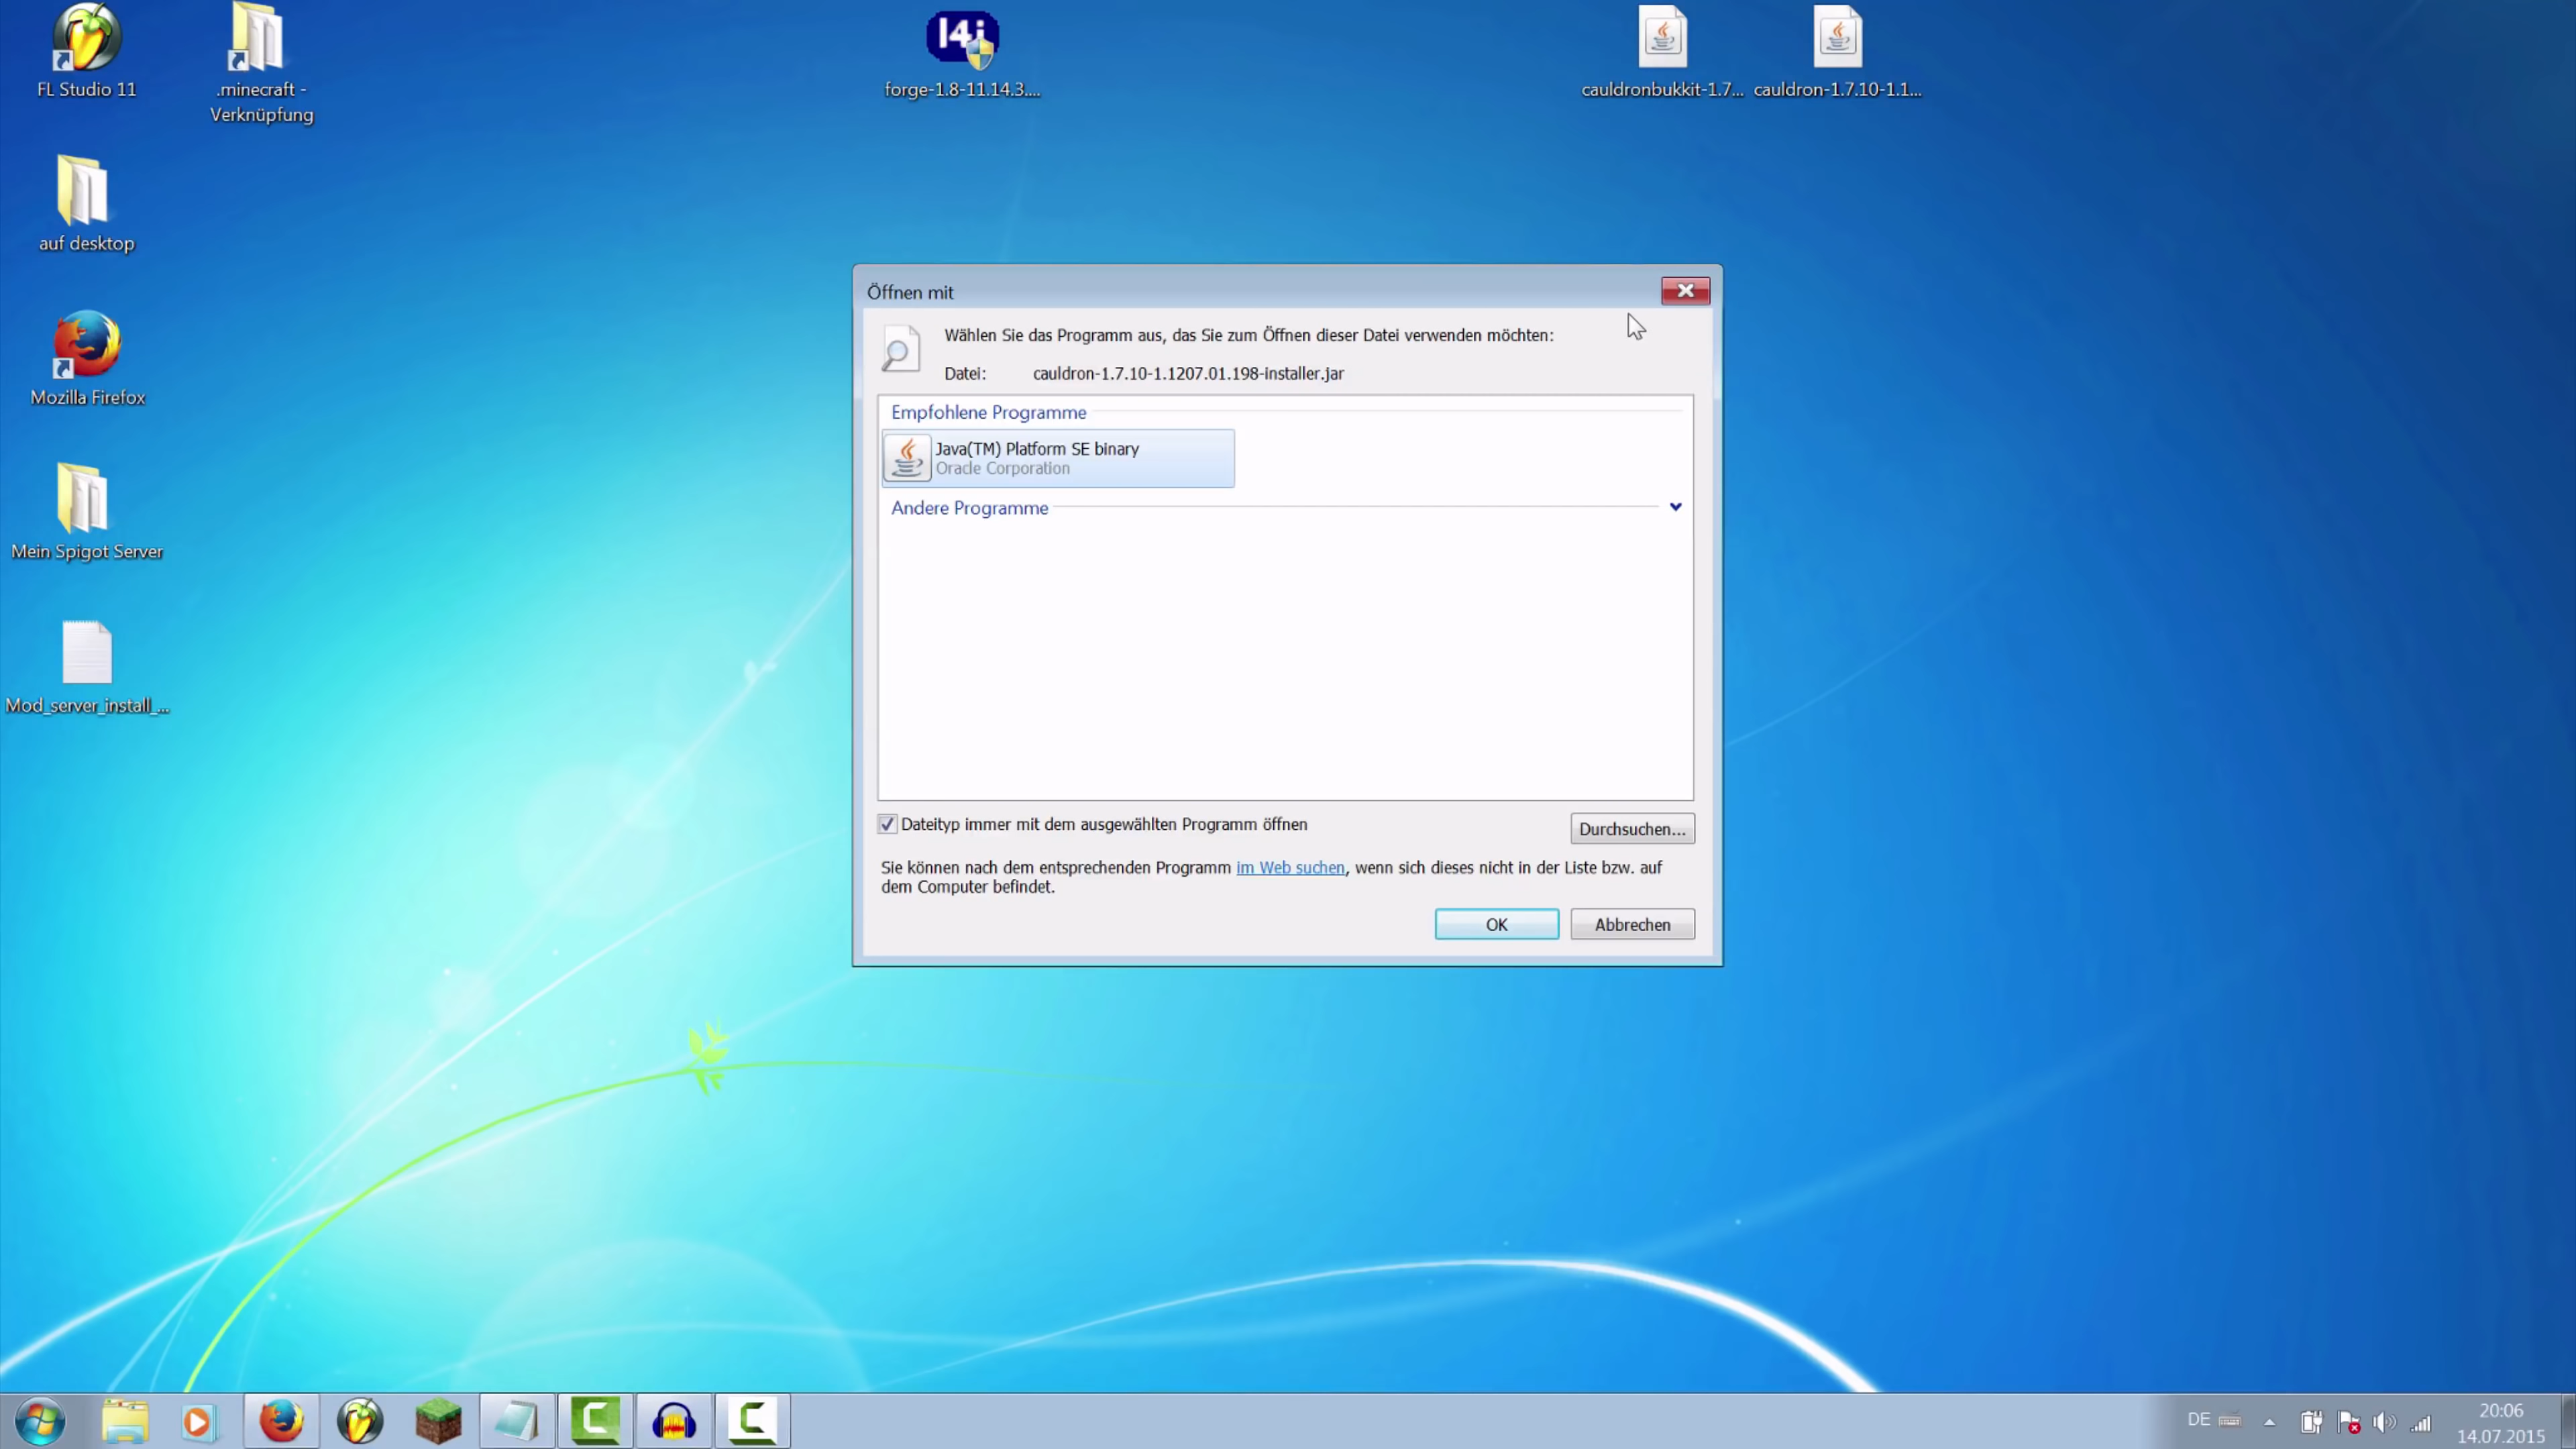 FL Studio 11
.minecraft -
Verknüpfung
forge-1.8-11.14.3....
cauldronbukkit-1.7...
cauldron-1.7.10-1.1...
auf desktop
Mozilla Firefox
Mein Spigot Server
Mod_server_install_...
Öffnen mit
Wählen Sie das Programm aus, das Sie zum Öffnen dieser Datei verwenden möchten:
Datei: cauldron-1.7.10-1.1207.01.198-installer.jar
Empfohlene Programme
Java(TM) Platform SE binary
Oracle Corporation
Andere Programme
Dateityp immer mit dem ausgewählten Programm öffnen
Durchsuchen...
Sie können nach dem entsprechenden Programm im Web suchen, wenn sich dieses nicht in der Liste bzw. auf
dem Computer befindet.
OK
Abbrechen
DE
20:06
14.07.2015